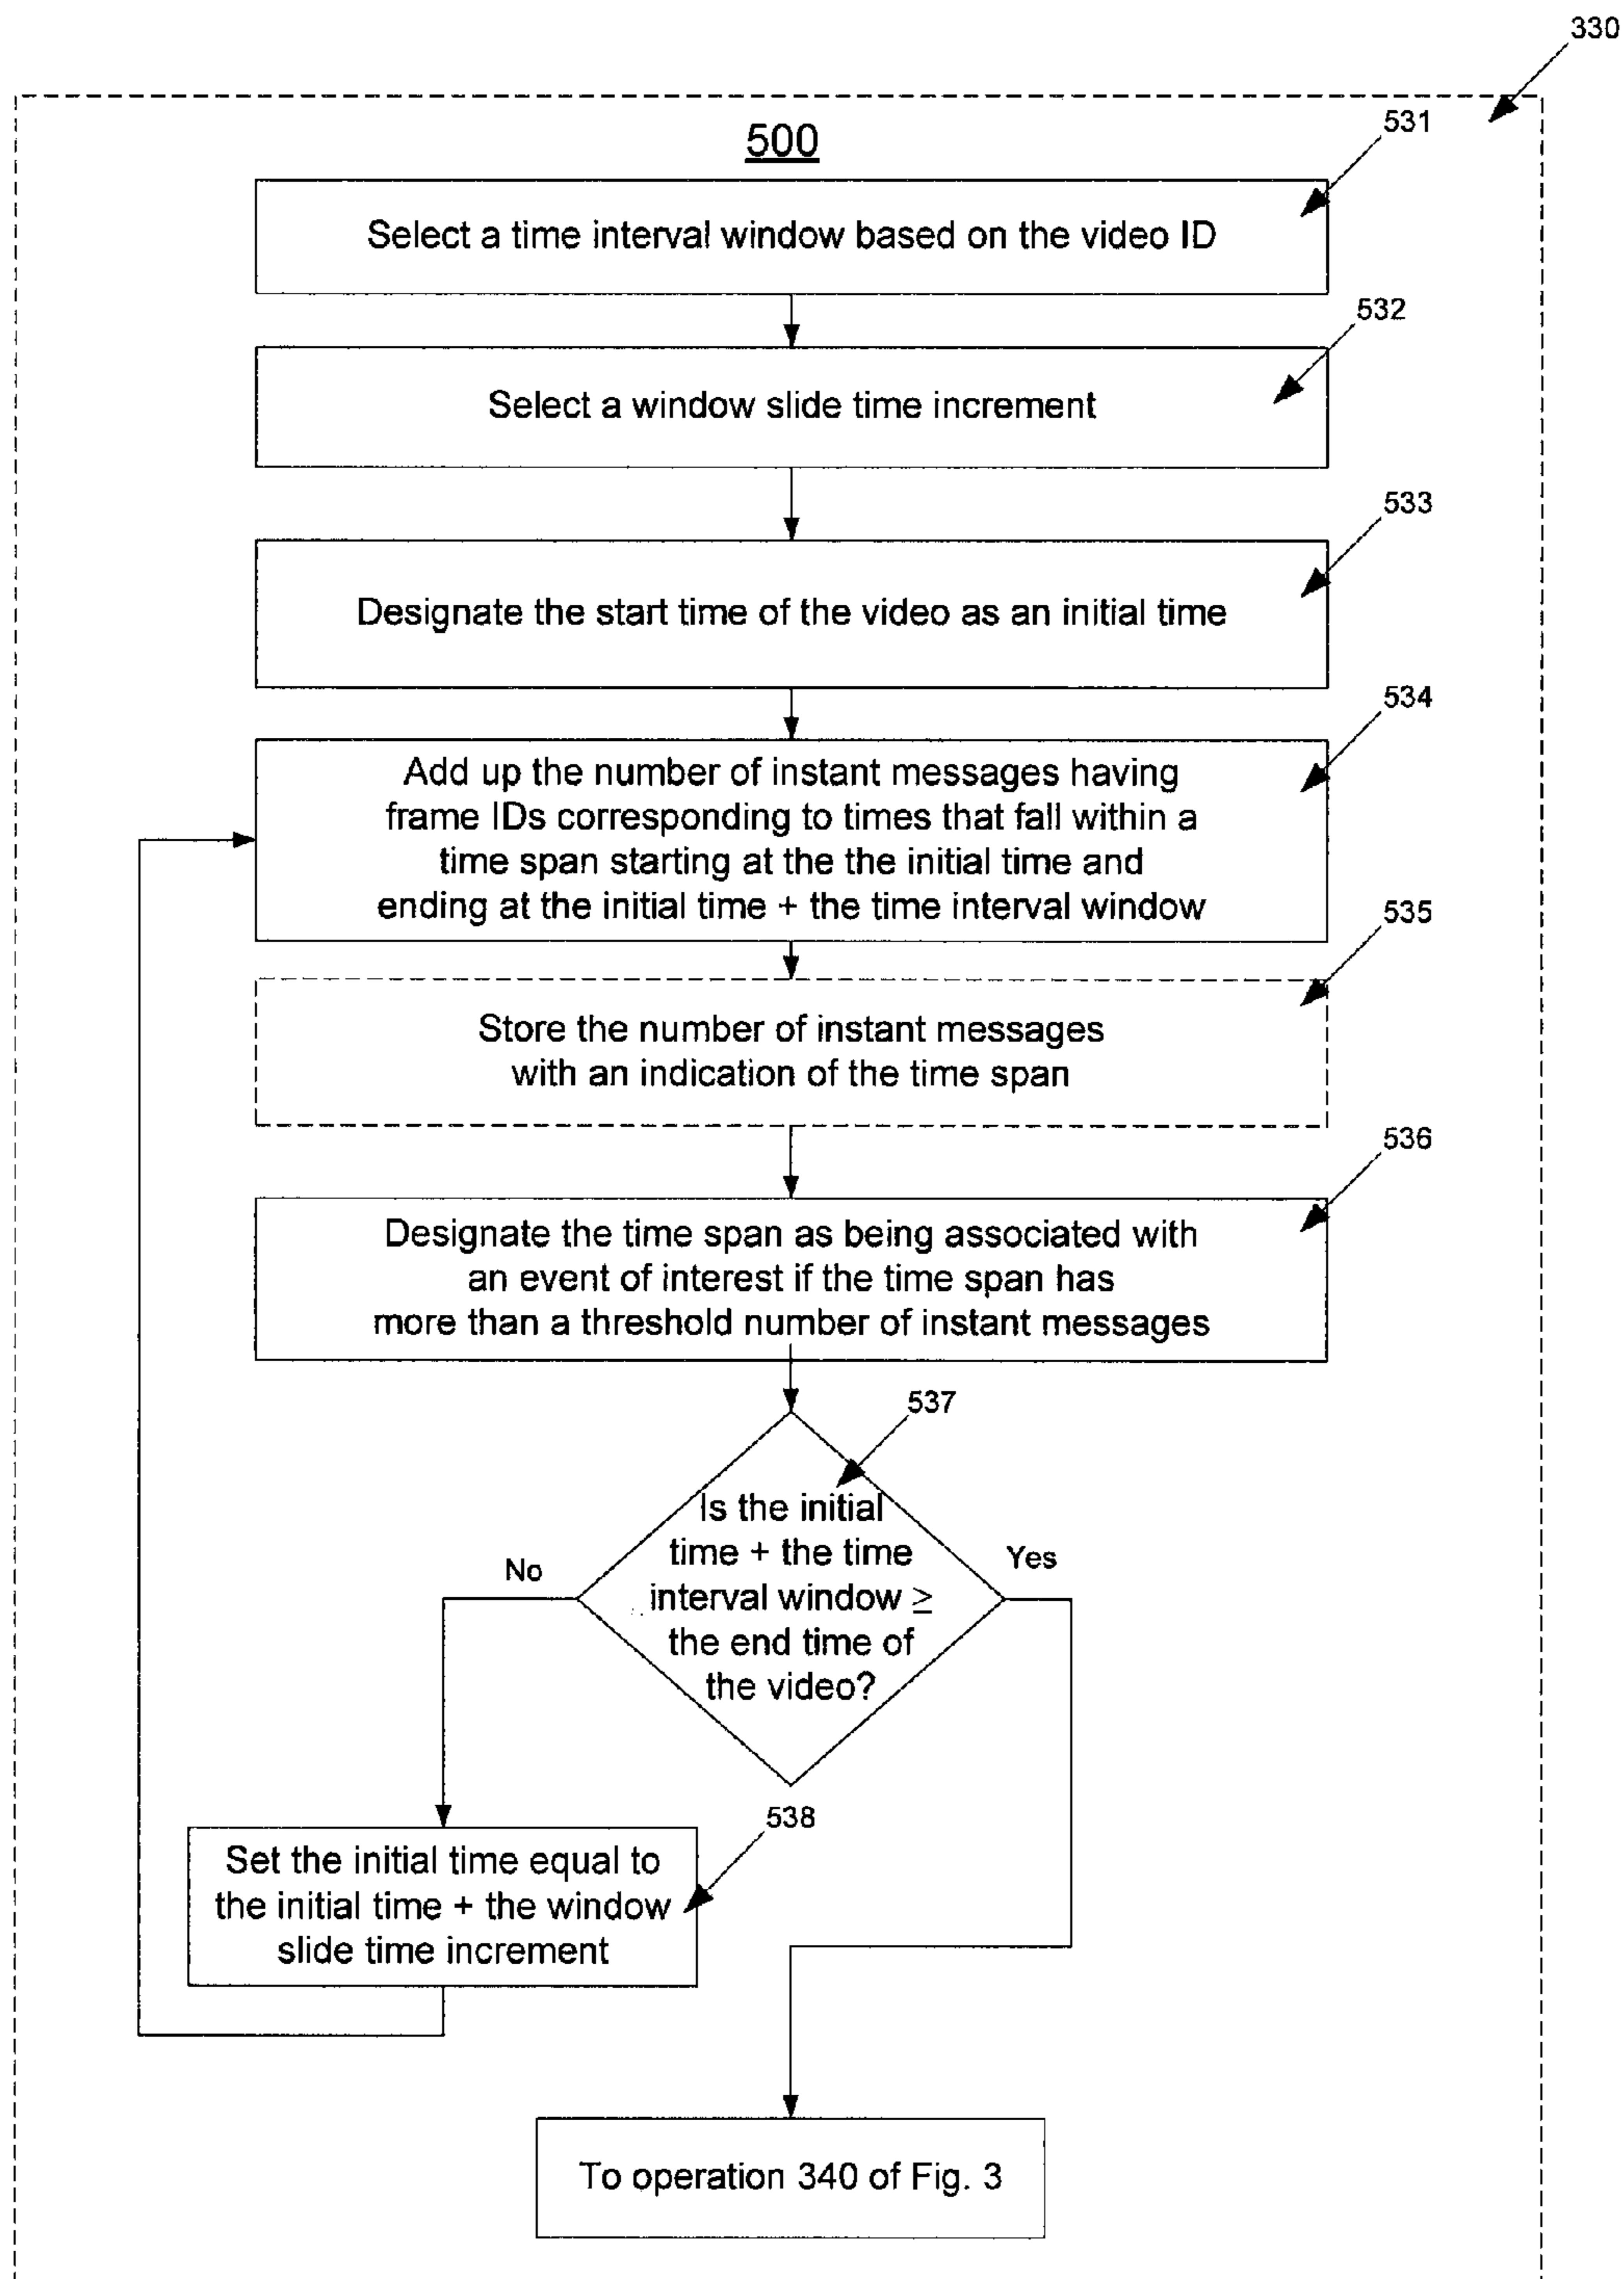 330
500
531
Select a time interval window based on the video ID
532
Select a window slide time increment
533
Designate the start time of the video as an initial time
534
Add up the number of instant messages having
frame IDs corresponding to times that fall within a
time span starting at the the initial time and
ending at the initial time + the time interval window
535
Store the number of instant messages
with an indication of the time span
536
Designate the time span as being associated with
an event of interest if the time span has
more than a threshold number of instant messages
537
Is the initial
time + the time
interval window ≥
the end time of
the video?
No
Yes
538
Set the initial time equal to
the initial time + the window
slide time increment
To operation 340 of Fig. 3